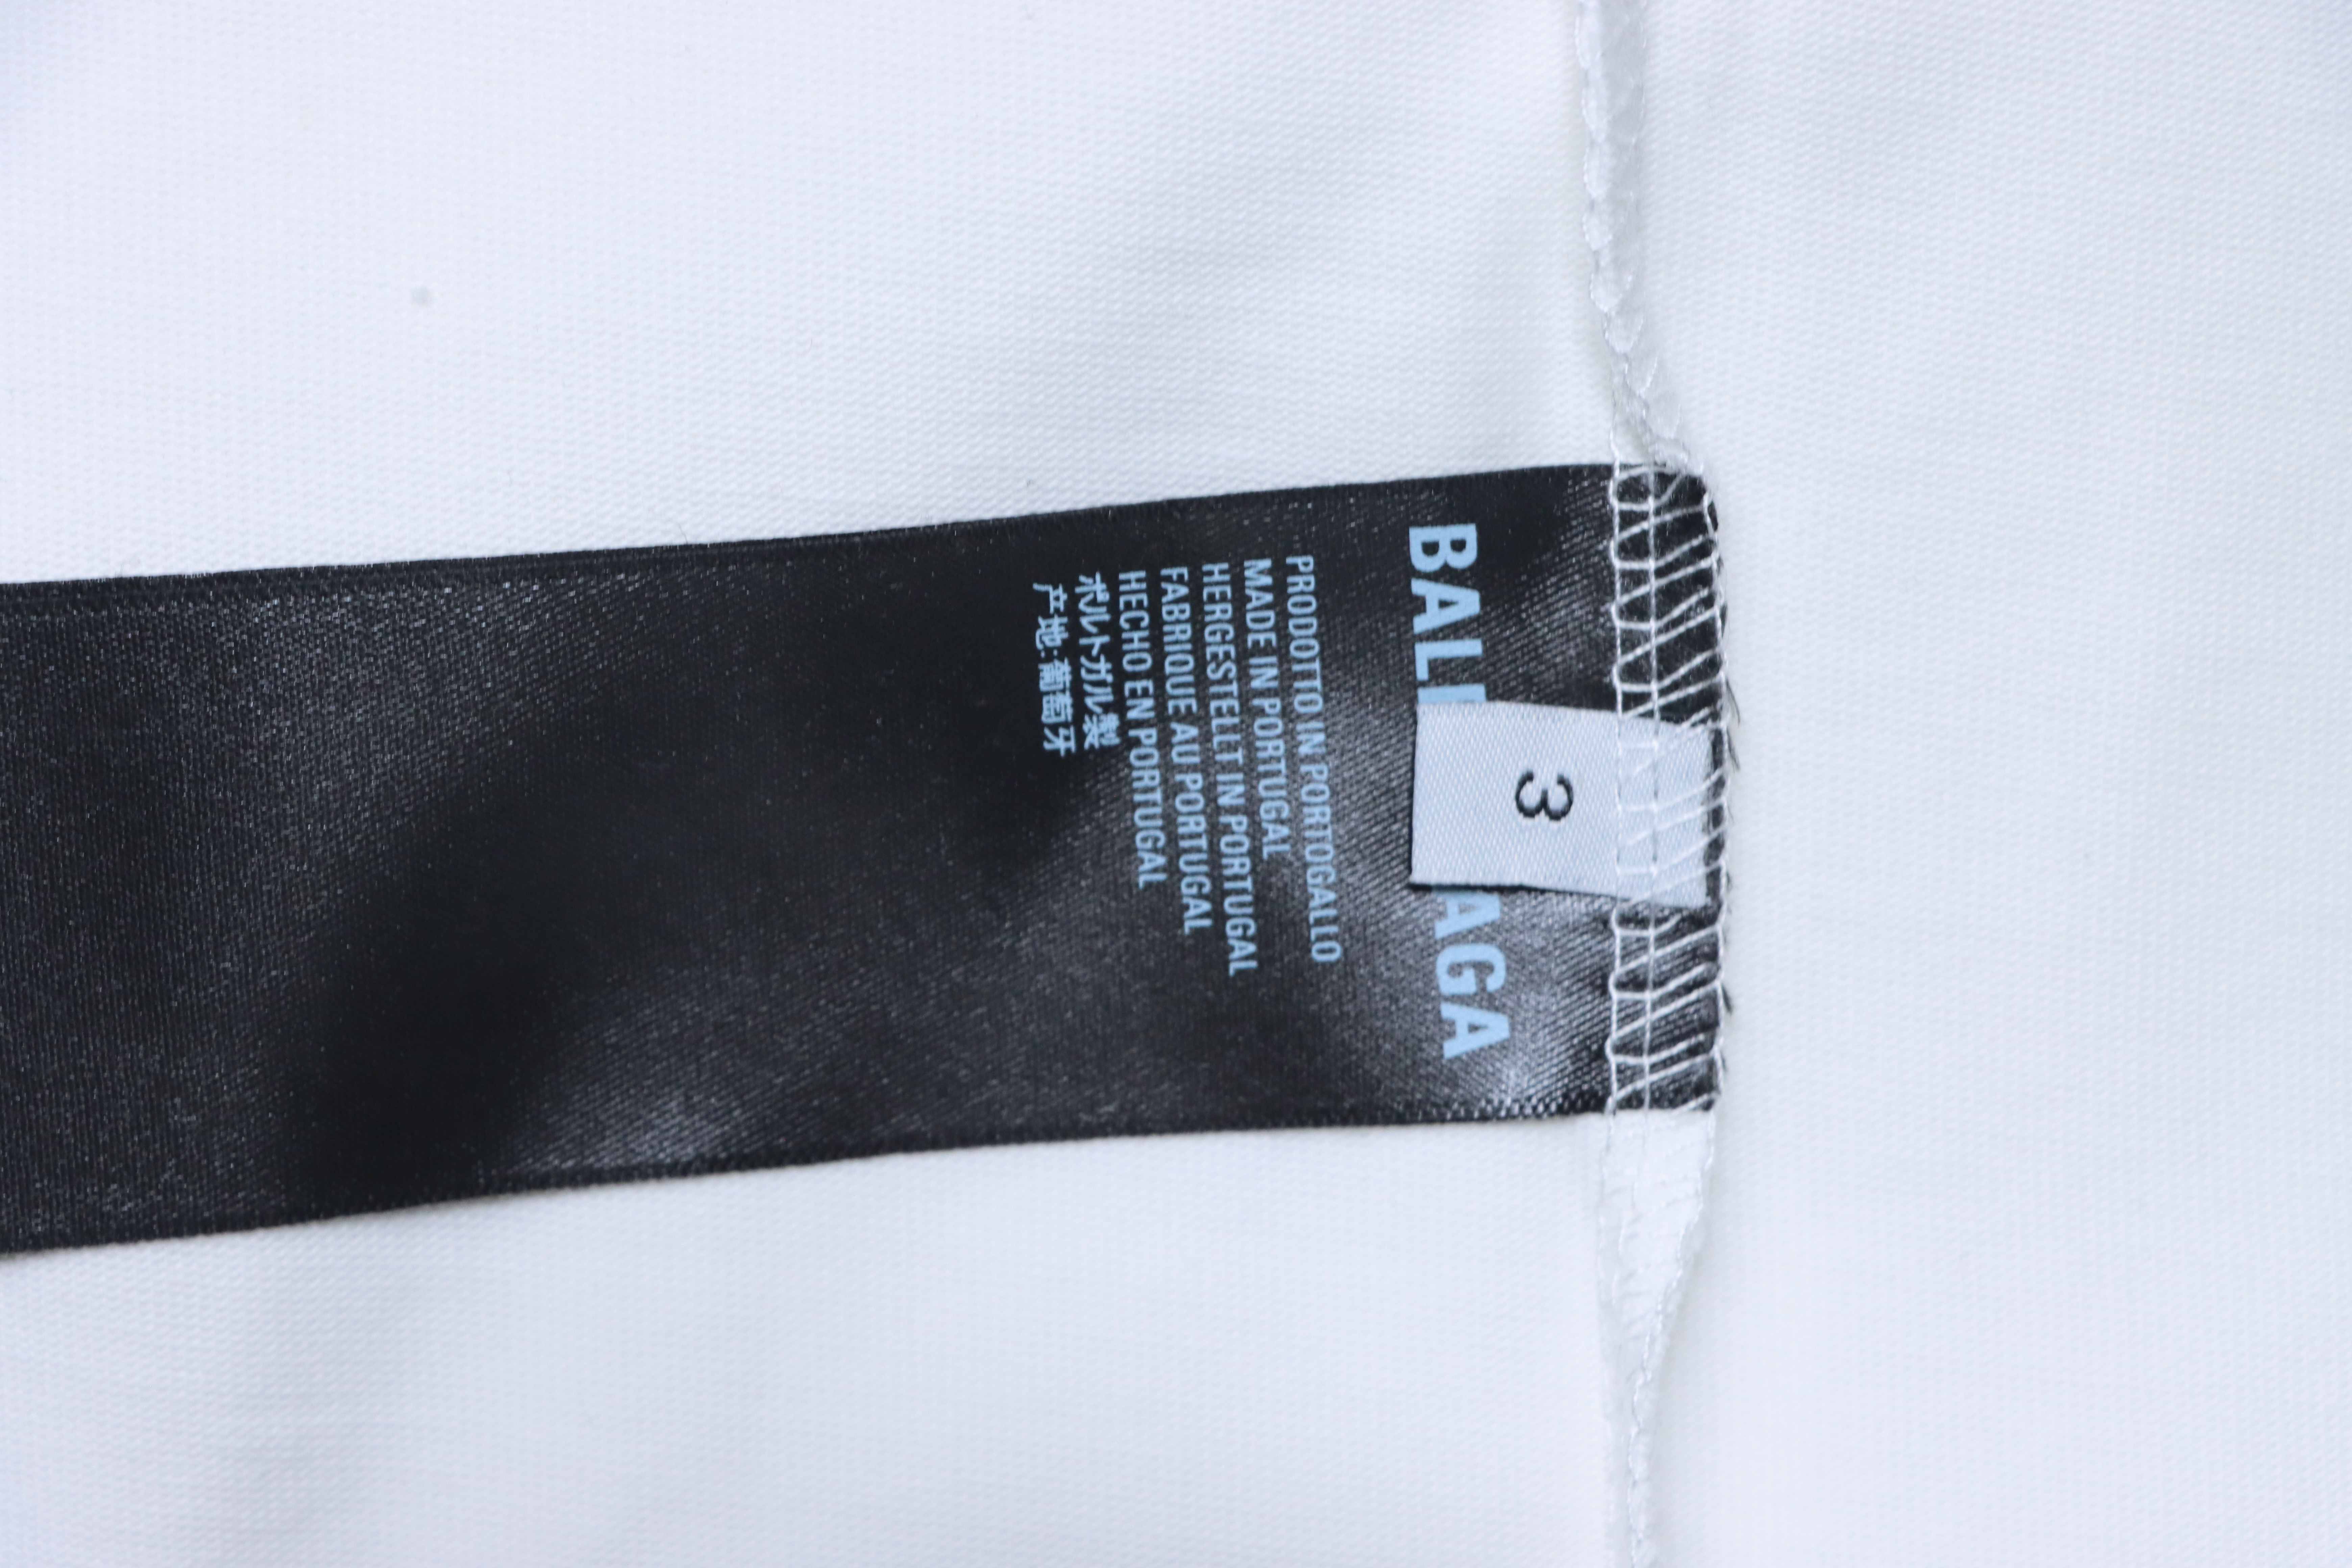 3
BALE AGA
PRODOTTO IN PORTOGALLO
MADE IN PORTUGAL
HERGESTELLT IN PORTUGAL
FABRIQUE AU PORTUGAL
HECHO EN PORTUGAL
ポルトガル製
产地:葡萄牙